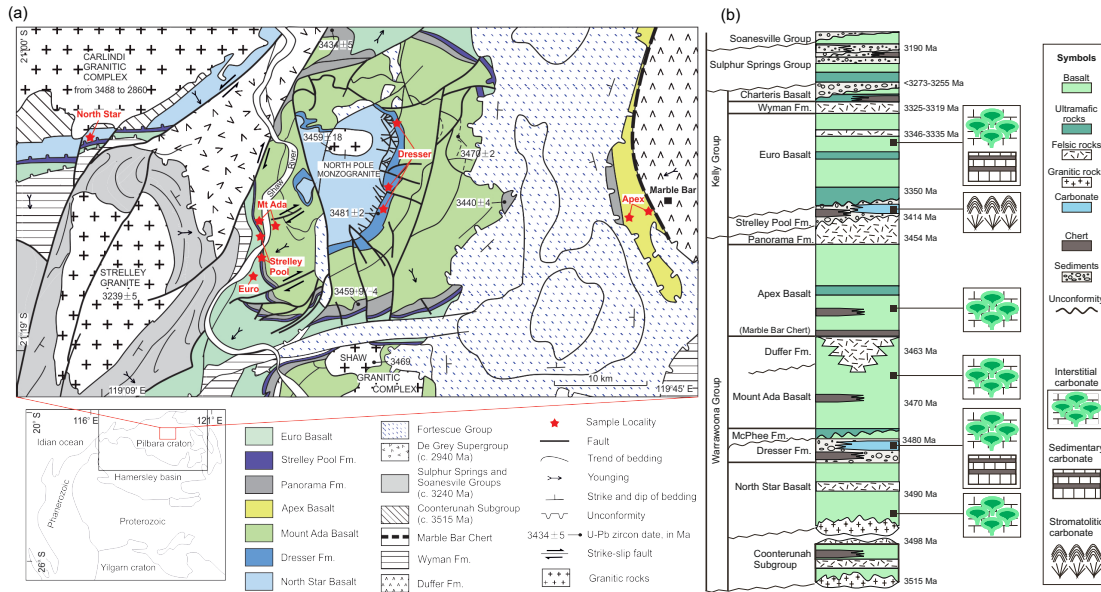 (a)
21°00' S
CARLINDI
GRANITIC
COMPLEX
from 3488 to 2860
North Star
3434±5
Shaw River
3459±18
NORTH POLE
MONZOGRANITE
Dresser
3470±2
Mt Ada
3481±2
3440±4
Marble Bar
Apex
Strelley
Pool
Euro
STRELLEY
GRANITE
3239±5
3459+9/-4
21°19' S
SHAW
GRANITIC
COMPLEX
3469
10 km
119°09' E
119°45' E
20° S
116° E
121° E
Idian ocean
Pilbara craton
Hamersley basin
Phanerozoic
Proterozoic
Yilgarn craton
26° S
Euro Basalt
Strelley Pool Fm.
Panorama Fm.
Apex Basalt
Mount Ada Basalt
Dresser Fm.
North Star Basalt
Fortescue Group
De Grey Supergroup
(c. 2940 Ma)
Sulphur Springs and
Soanesvile Groups
(c. 3240 Ma)
Coonterunah Subgroup
(c. 3515 Ma)
Marble Bar Chert
Wyman Fm.
Duffer Fm.
Sample Locality
Fault
Trend of bedding
Younging
Strike and dip of bedding
Unconformity
3434±5
U-Pb zircon date, in Ma
Strike-slip fault
Granitic rocks
(b)
Soanesville Group
3190 Ma
Sulphur Springs Group
<3273-3255 Ma
Charteris Basalt
Wyman Fm.
3325-3319 Ma
3346-3335 Ma
Kelly Group
Euro Basalt
3350 Ma
3414 Ma
Strelley Pool Fm.
Panorama Fm.
3454 Ma
Apex Basalt
(Marble Bar Chert)
Duffer Fm.
3463 Ma
Mount Ada Basalt
3470 Ma
Warrawoona Group
McPhee Fm.
3480 Ma
Dresser Fm.
North Star Basalt
3490 Ma
3498 Ma
Coonterunah
Subgroup
3515 Ma
Symbols
Basalt
Ultramafic
rocks
Felsic rocks
Granitic rock
Carbonate
Chert
Sediments
Unconformity
Interstitial
carbonate
Sedimentary
carbonate
Stromatolitic
carbonate